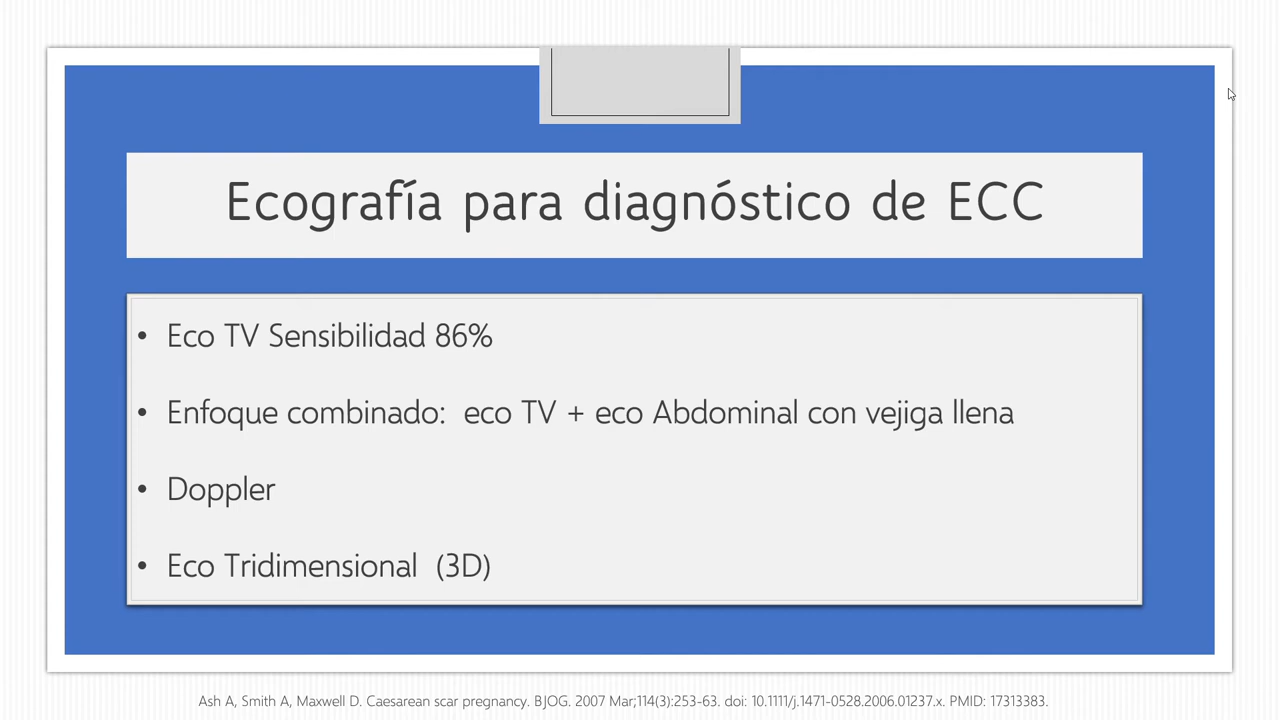 Ecografía para diagnóstico de ECC
• Eco TV Sensibilidad 86%
• Enfoque combinado:  eco TV + eco Abdominal con vejiga llena
• Doppler
• Eco Tridimensional  (3D)
Ash A, Smith A, Maxwell D. Caesarean scar pregnancy. BJOG. 2007 Mar;114(3):253-63. doi: 10.1111/j.1471-0528.2006.01237.x. PMID: 17313383.